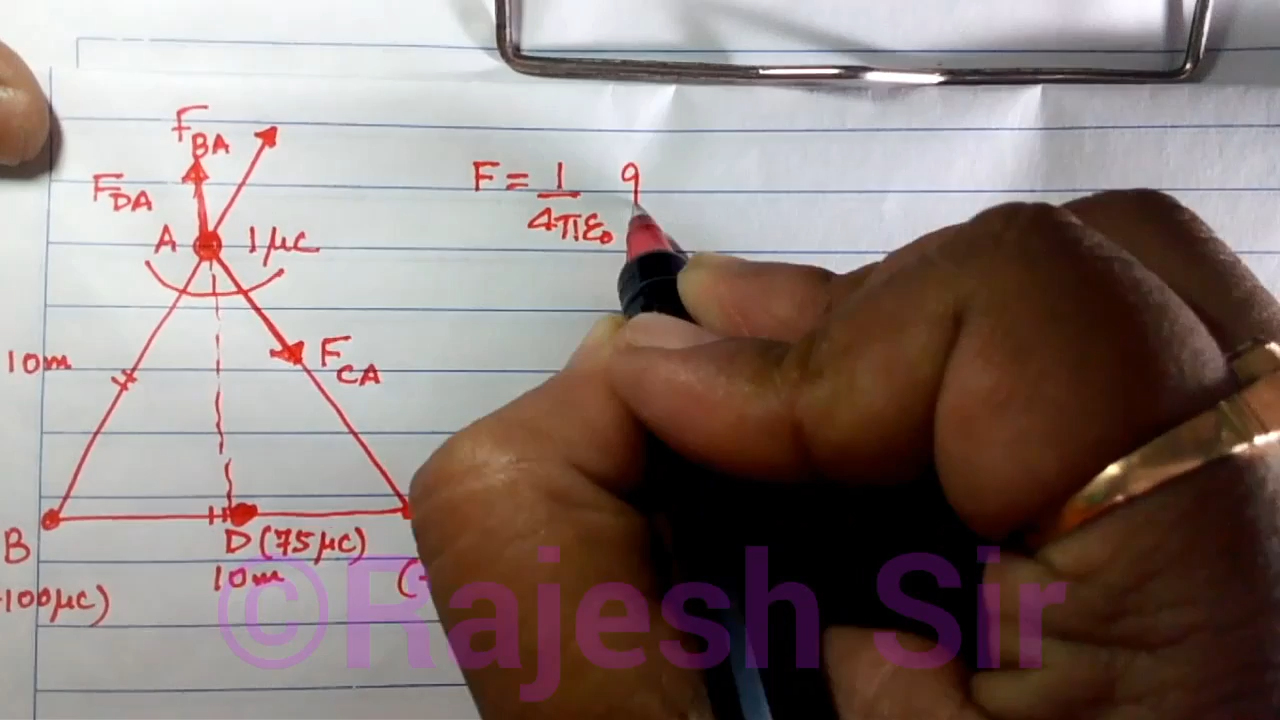 F_BA
F_DA
A 1μC
F = 1/4πε₀ q
10m
F_CA
B
D (75μC)
10m
100μC)
(-
©Rajesh Sir